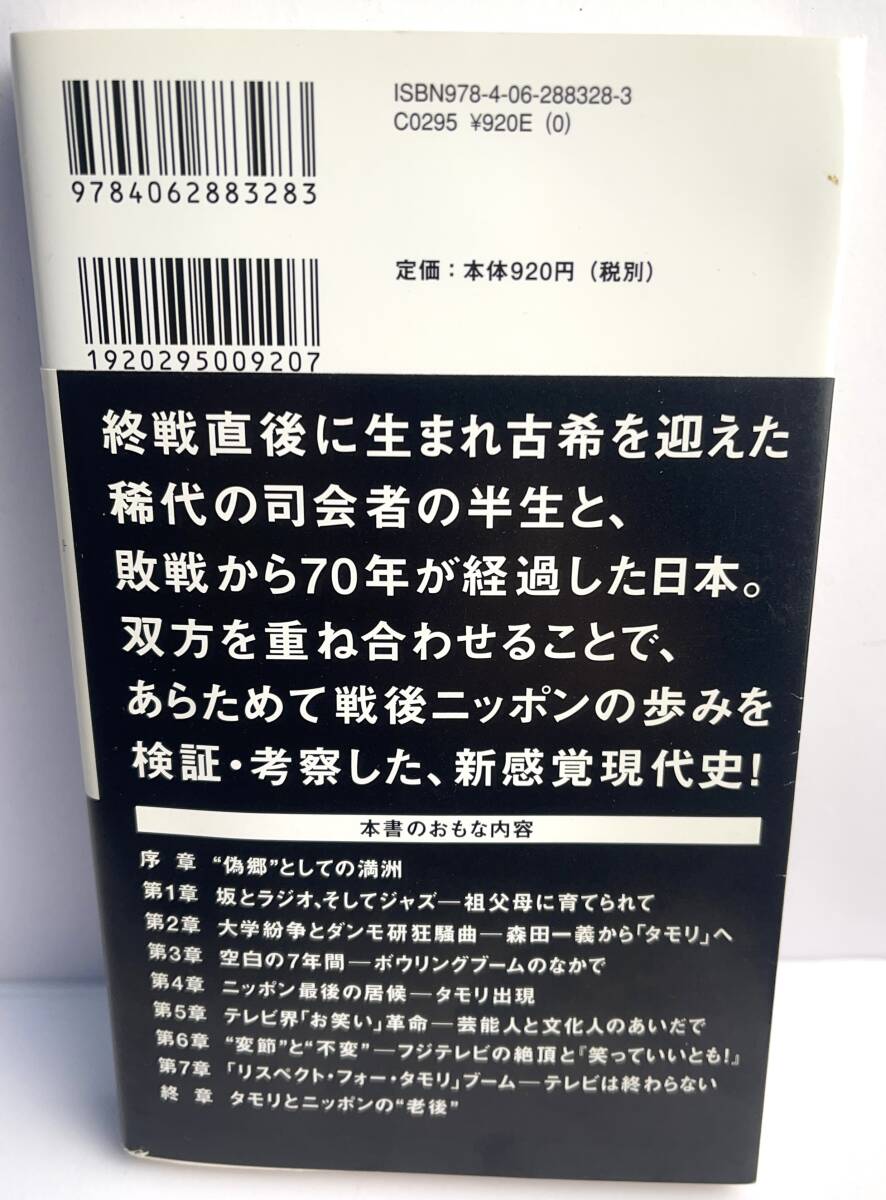 ISBN978-4-06-288328-3
C0295 ¥920E (0)
9784062883283
定価：本体920円（税別）
1920295009207
終戦直後に生まれ古希を迎えた
稀代の司会者の半生と、
敗戦から70年が経過した日本。
双方を重ね合わせることで、
あらためて戦後ニッポンの歩みを
検証・考察した、新感覚現代史！
本書のおもな内容
序 章 “偽郷”としての満洲
第1章 坂とラジオ、そしてジャズ―祖父母に育てられて
第2章 大学紛争とダンモ研狂騒曲―森田一義から「タモリ」へ
第3章 空白の7年間―ボウリングブームのなかで
第4章 ニッポン最後の居候―タモリ出現
第5章 テレビ界「お笑い」革命―芸能人と文化人のあいだで
第6章 “変節”と“不変”―フジテレビの絶頂と『笑っていいとも！』
第7章 「リスペクト・フォー・タモリ」ブーム―テレビは終わらない
終 章 タモリとニッポンの“老後”